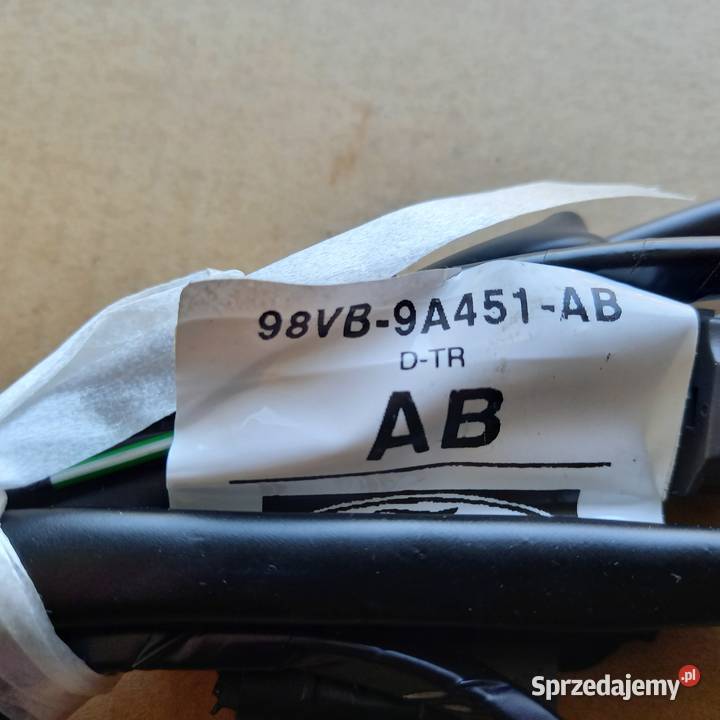 98VB-9A451-AB
D-TR
AB
Sprzedajemy.pl